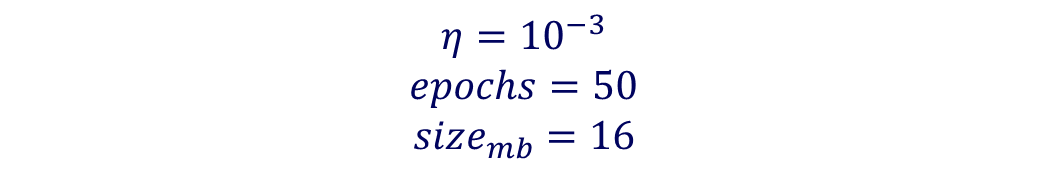 η = 10⁻³
epochs = 50
size_mb = 16